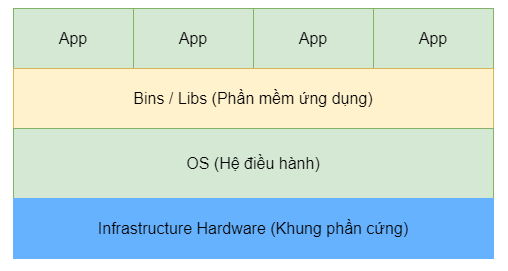 App App App App
Bins / Libs (Phần mềm ứng dụng)
OS (Hệ điều hành)
Infrastructure Hardware (Khung phần cứng)